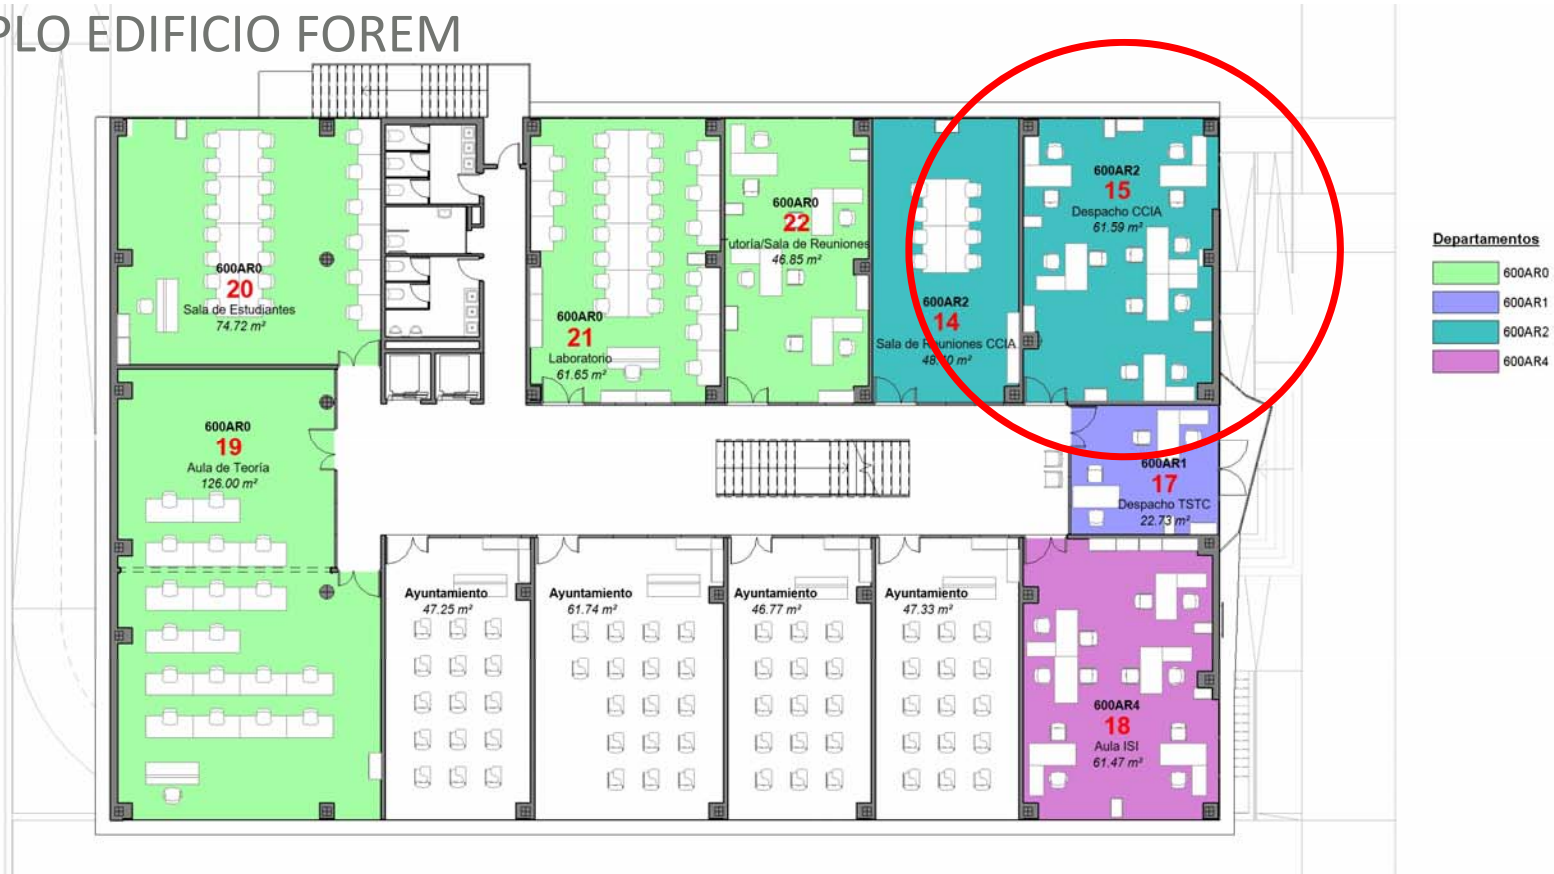 PLO EDIFICIO FOREM
600AR0
20
Sala de Estudiantes
74.72 m²
600AR0
21
Laboratorio
61.65 m²
600AR0
22
utoria/Sala de Reuniones
46.85 m²
600AR2
14
Sala de Reuniones CCIA
600AR2
15
Despacho CCIA
61.59 m²
Departamentos
600AR0
600AR1
600AR2
600AR4
600AR0
19
Aula de Teoría
126.00 m²
600AR1
17
Despacho TSTC
22.73 m²
Ayuntamiento
47.25 m²
Ayuntamiento
61.74 m²
Ayuntamiento
46.77 m²
Ayuntamiento
47.33 m²
600AR4
18
Aula ISI
61.47 m²